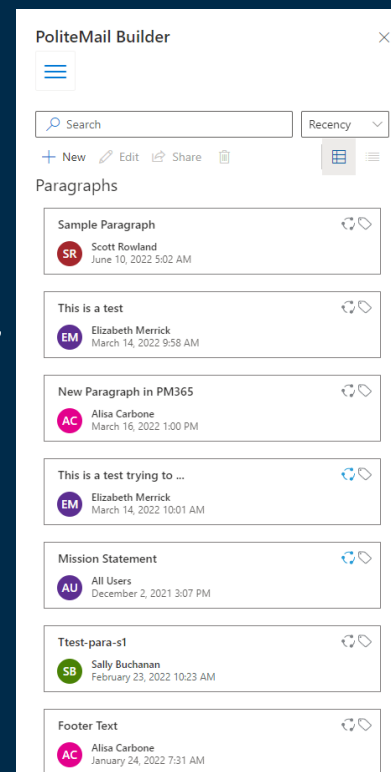 PoliteMail Builder
Search
Recency
New Edit Share
Paragraphs
Sample Paragraph
SR
Scott Rowland
June 10, 2022 5:02 AM
This is a test
EM
Elizabeth Merrick
March 14, 2022 9:58 AM
New Paragraph in PM365
AC
Alisa Carbone
March 16, 2022 1:00 PM
This is a test trying to ...
EM
Elizabeth Merrick
March 14, 2022 10:01 AM
Mission Statement
AU
All Users
December 2, 2021 3:07 PM
Ttest-para-s1
SB
Sally Buchanan
February 23, 2022 10:23 AM
Footer Text
AC
Alisa Carbone
January 24, 2022 7:31 AM